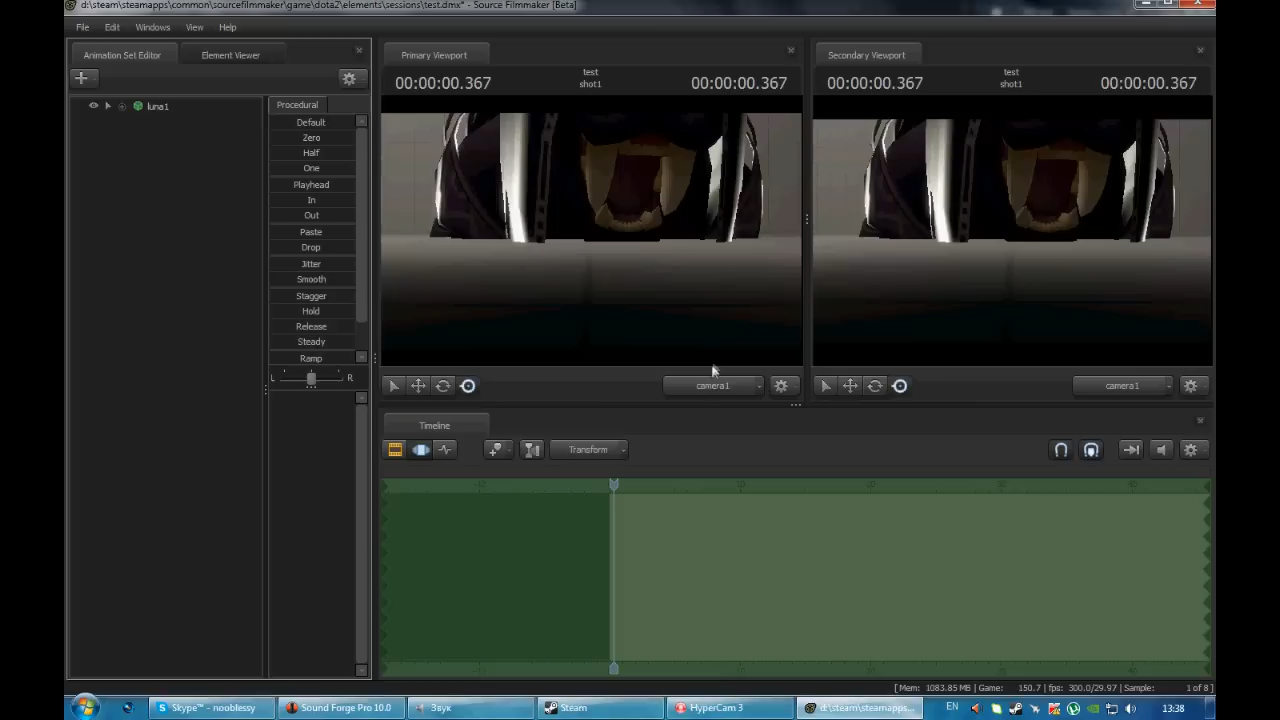 d:\steam\steamapps\common\sourcefilmmaker\game\dota2\elements\sessions\test.dmx* - Source Filmmaker [Beta]
File Edit Windows View Help
Animation Set Editor Element Viewer
luna1
Procedural
Default
Zero
Half
One
Playhead
In
Out
Paste
Drop
Jitter
Smooth
Stagger
Hold
Release
Steady
Ramp
L R
Primary Viewport
00:00:00.367 test 00:00:00.367
shot1
camera1
Secondary Viewport
00:00:00.367 test 00:00:00.367
shot1
camera1
Timeline
Transform
[ Mem: 1083.85 MB | Game: 150.7 | fps: 300.0/29.97 | Sample: 1 of 8 ]
Skype™ - nooblessy Sound Forge Pro 10.0 Звук Steam HyperCam 3 d:\steam\steamapps... EN 13:38